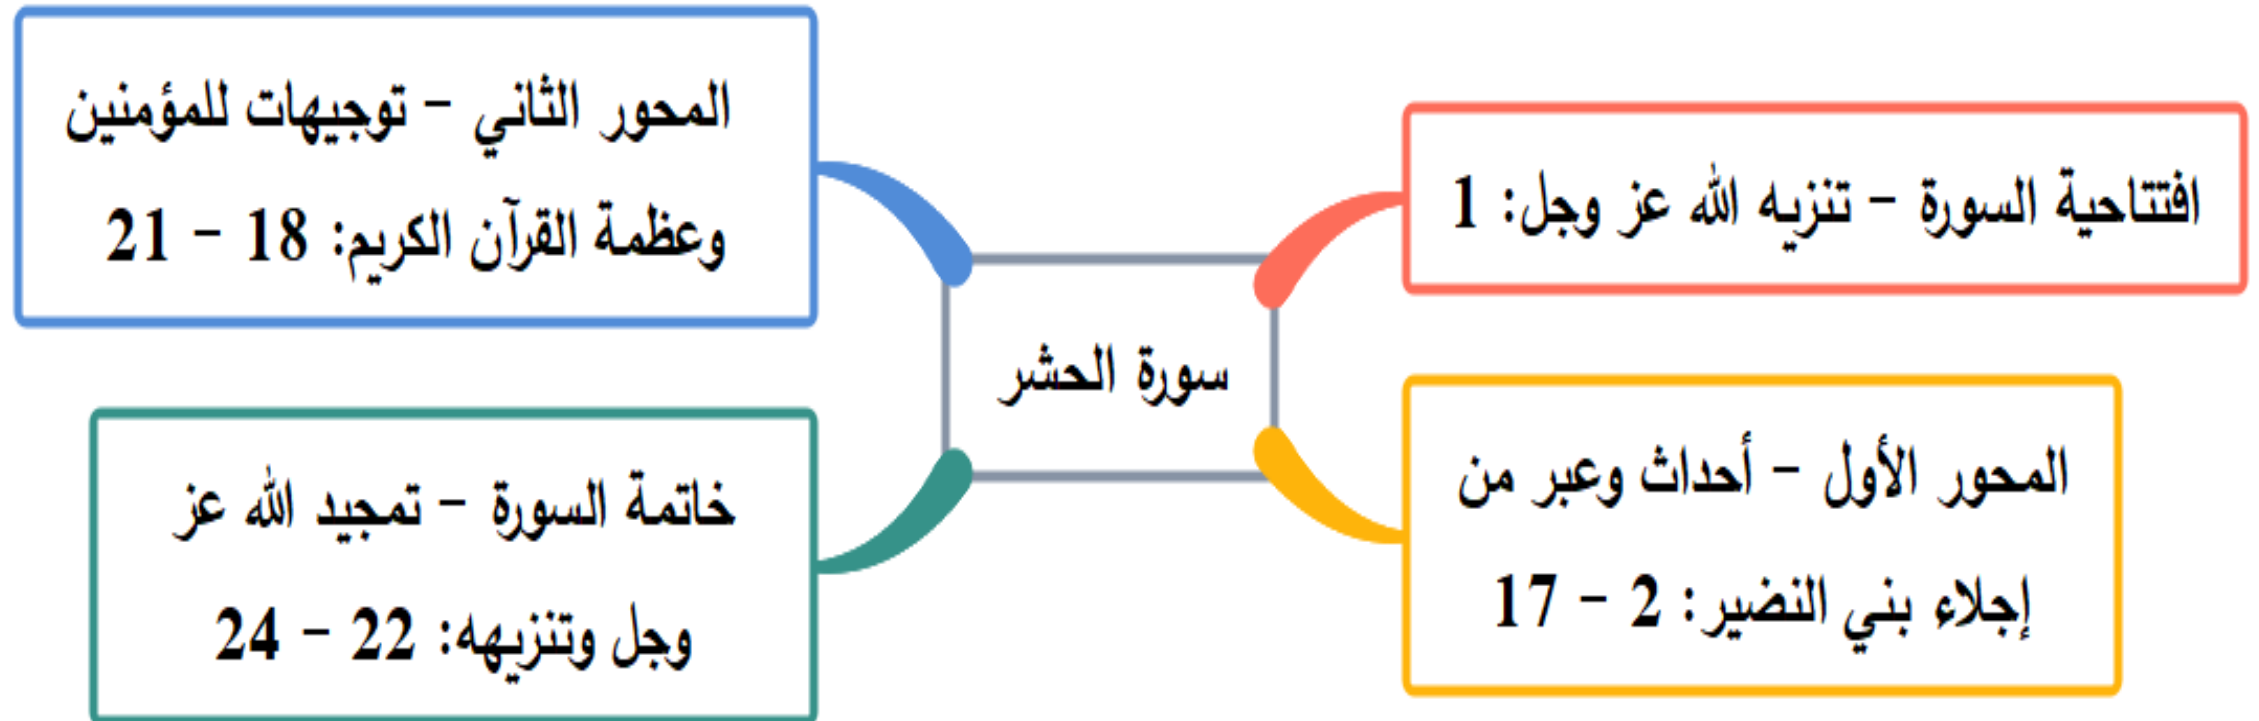 سورة الحشر
افتتاحية السورة - تنزيه الله عز وجل: 1
المحور الأول - أحداث وعبر من
إجلاء بني النضير: 2 - 17
المحور الثاني - توجيهات للمؤمنين
وعظمة القرآن الكريم: 18 - 21
خاتمة السورة - تمجيد الله عز
وجل وتنزيهه: 22 - 24